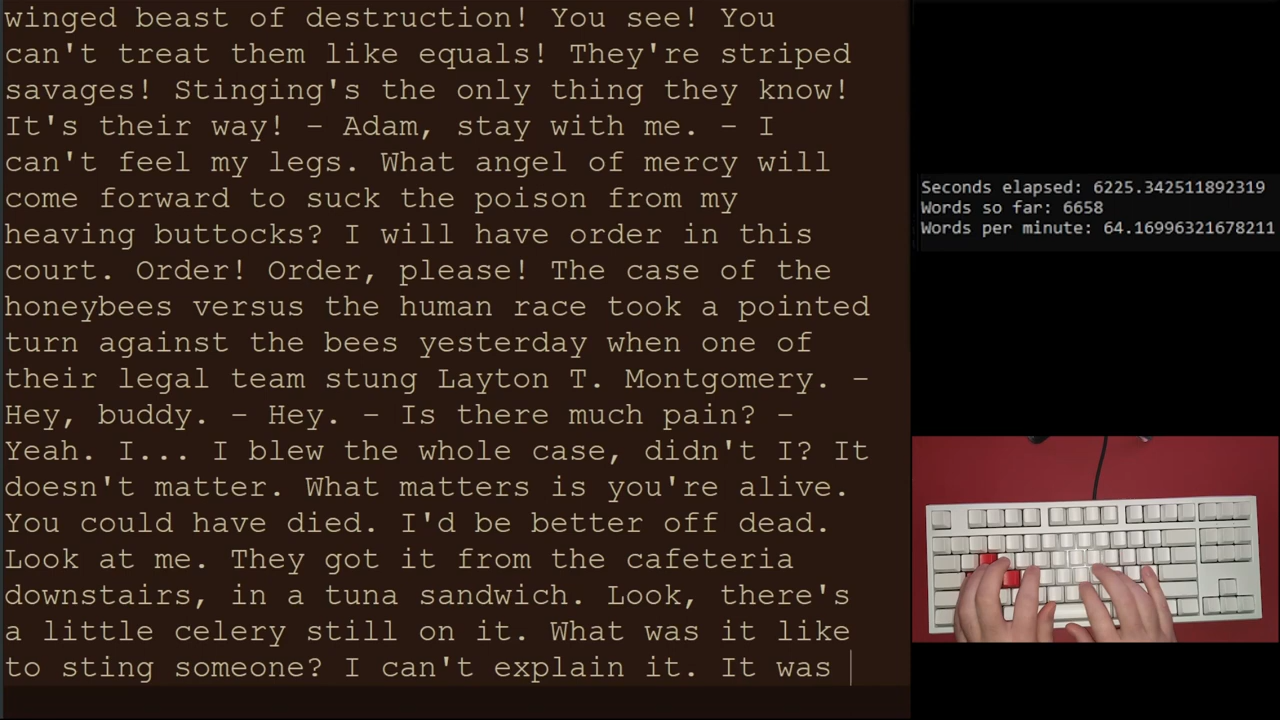 winged beast of destruction! You see! You
can't treat them like equals! They're striped
savages! Stinging's the only thing they know!
It's their way! - Adam, stay with me. - I
can't feel my legs. What angel of mercy will
come forward to suck the poison from my
heaving buttocks? I will have order in this
court. Order! Order, please! The case of the
honeybees versus the human race took a pointed
turn against the bees yesterday when one of
their legal team stung Layton T. Montgomery. -
Hey, buddy. - Hey. - Is there much pain? -
Yeah. I... I blew the whole case, didn't I? It
doesn't matter. What matters is you're alive.
You could have died. I'd be better off dead.
Look at me. They got it from the cafeteria
downstairs, in a tuna sandwich. Look, there's
a little celery still on it. What was it like
to sting someone? I can't explain it. It was
Seconds elapsed: 6225.342511892319
Words so far: 6658
Words per minute: 64.16996321678211